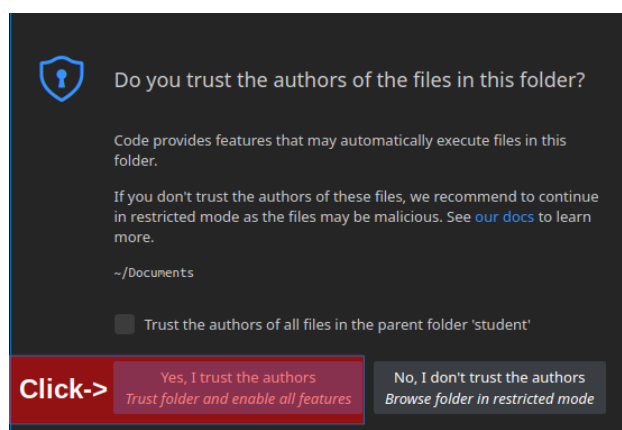 Do you trust the authors of the files in this folder?
Code provides features that may automatically execute files in this
folder.
If you don't trust the authors of these files, we recommend to continue
in restricted mode as the files may be malicious. See our docs to learn
more.
~/Documents
Trust the authors of all files in the parent folder 'student'
Click->
Yes, I trust the authors
Trust folder and enable all features
No, I don't trust the authors
Browse folder in restricted mode